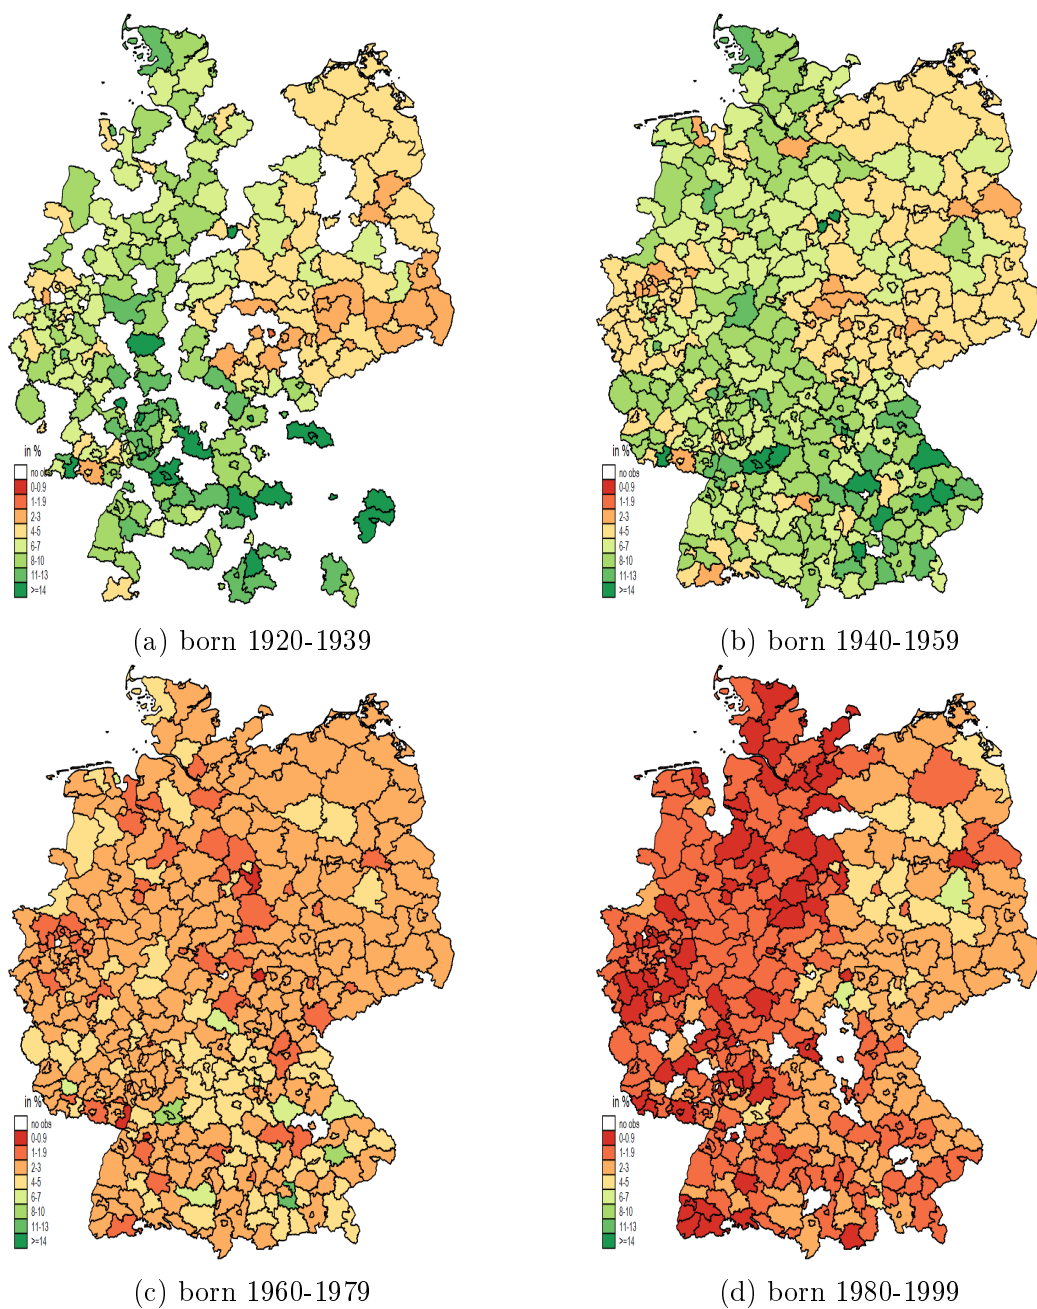 in %
no obs
0-0.9
1-1.9
2-3
4-5
6-7
8-10
11-13
>=14
in %
no obs
0-0.9
1-1.9
2-3
4-5
6-7
8-10
11-13
>=14
(a) born 1920-1939
(b) born 1940-1959
in %
no obs
0-0.9
1-1.9
2-3
4-5
6-7
8-10
11-13
>=14
in %
no obs
0-0.9
1-1.9
2-3
4-5
6-7
8-10
11-13
>=14
(c) born 1960-1979
(d) born 1980-1999